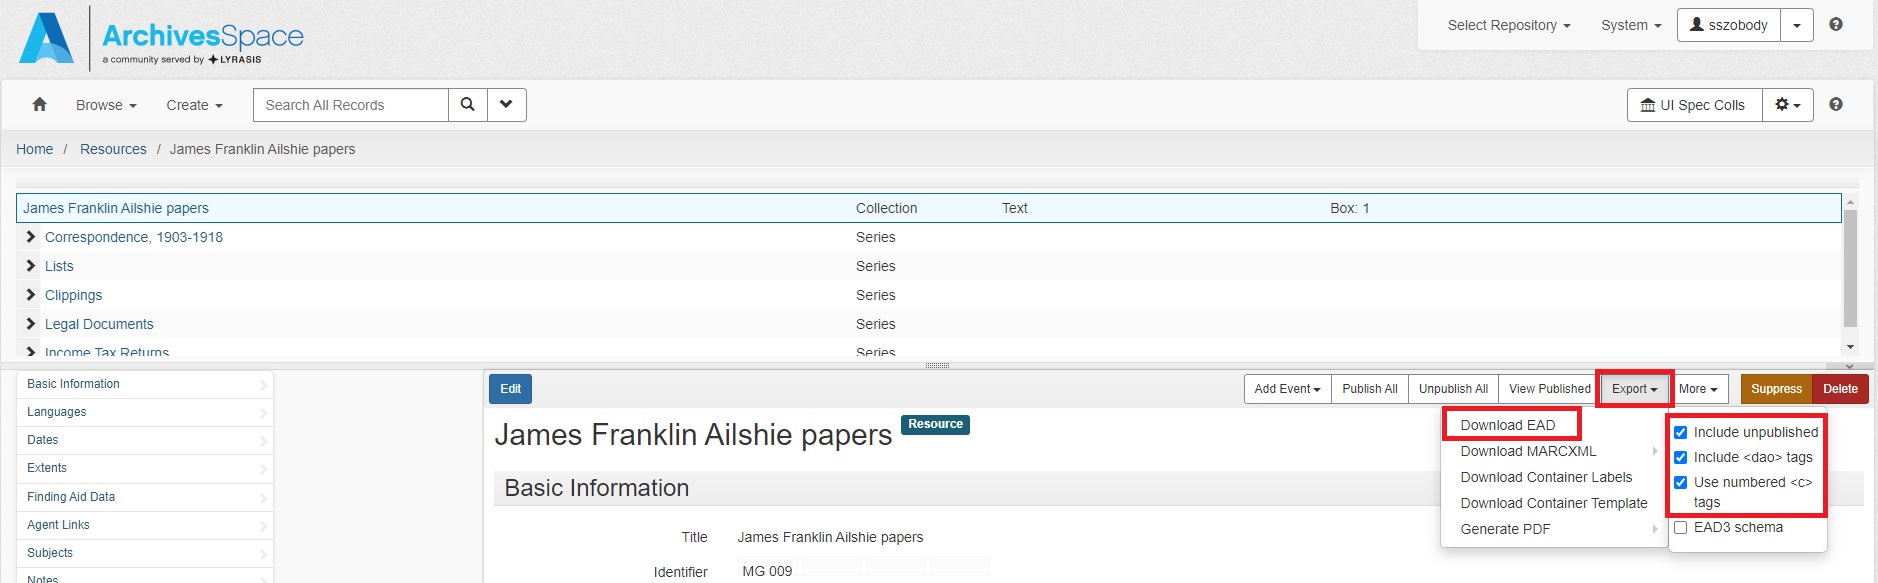 ArchivesSpace
a community served by LYRASIS
Select Repository
System
sszobody
Browse
Create
Search All Records
UI Spec Colls
Home / Resources / James Franklin Ailshie papers
James Franklin Ailshie papers Collection Text Box: 1
Correspondence, 1903-1918 Series
Lists Series
Clippings Series
Legal Documents Series
Income Tax Returns Series
Basic Information
Languages
Dates
Extents
Finding Aid Data
Agent Links
Subjects
Notes
Edit
Add Event
Publish All
Unpublish All
View Published
Export
More
Suppress
Delete
James Franklin Ailshie papers Resource
Download EAD
Download MARCXML
Download Container Labels
Download Container Template
Generate PDF
Include unpublished
Include <dao> tags
Use numbered <c>
tags
EAD3 schema
Basic Information
Title James Franklin Ailshie papers
Identifier MG 009